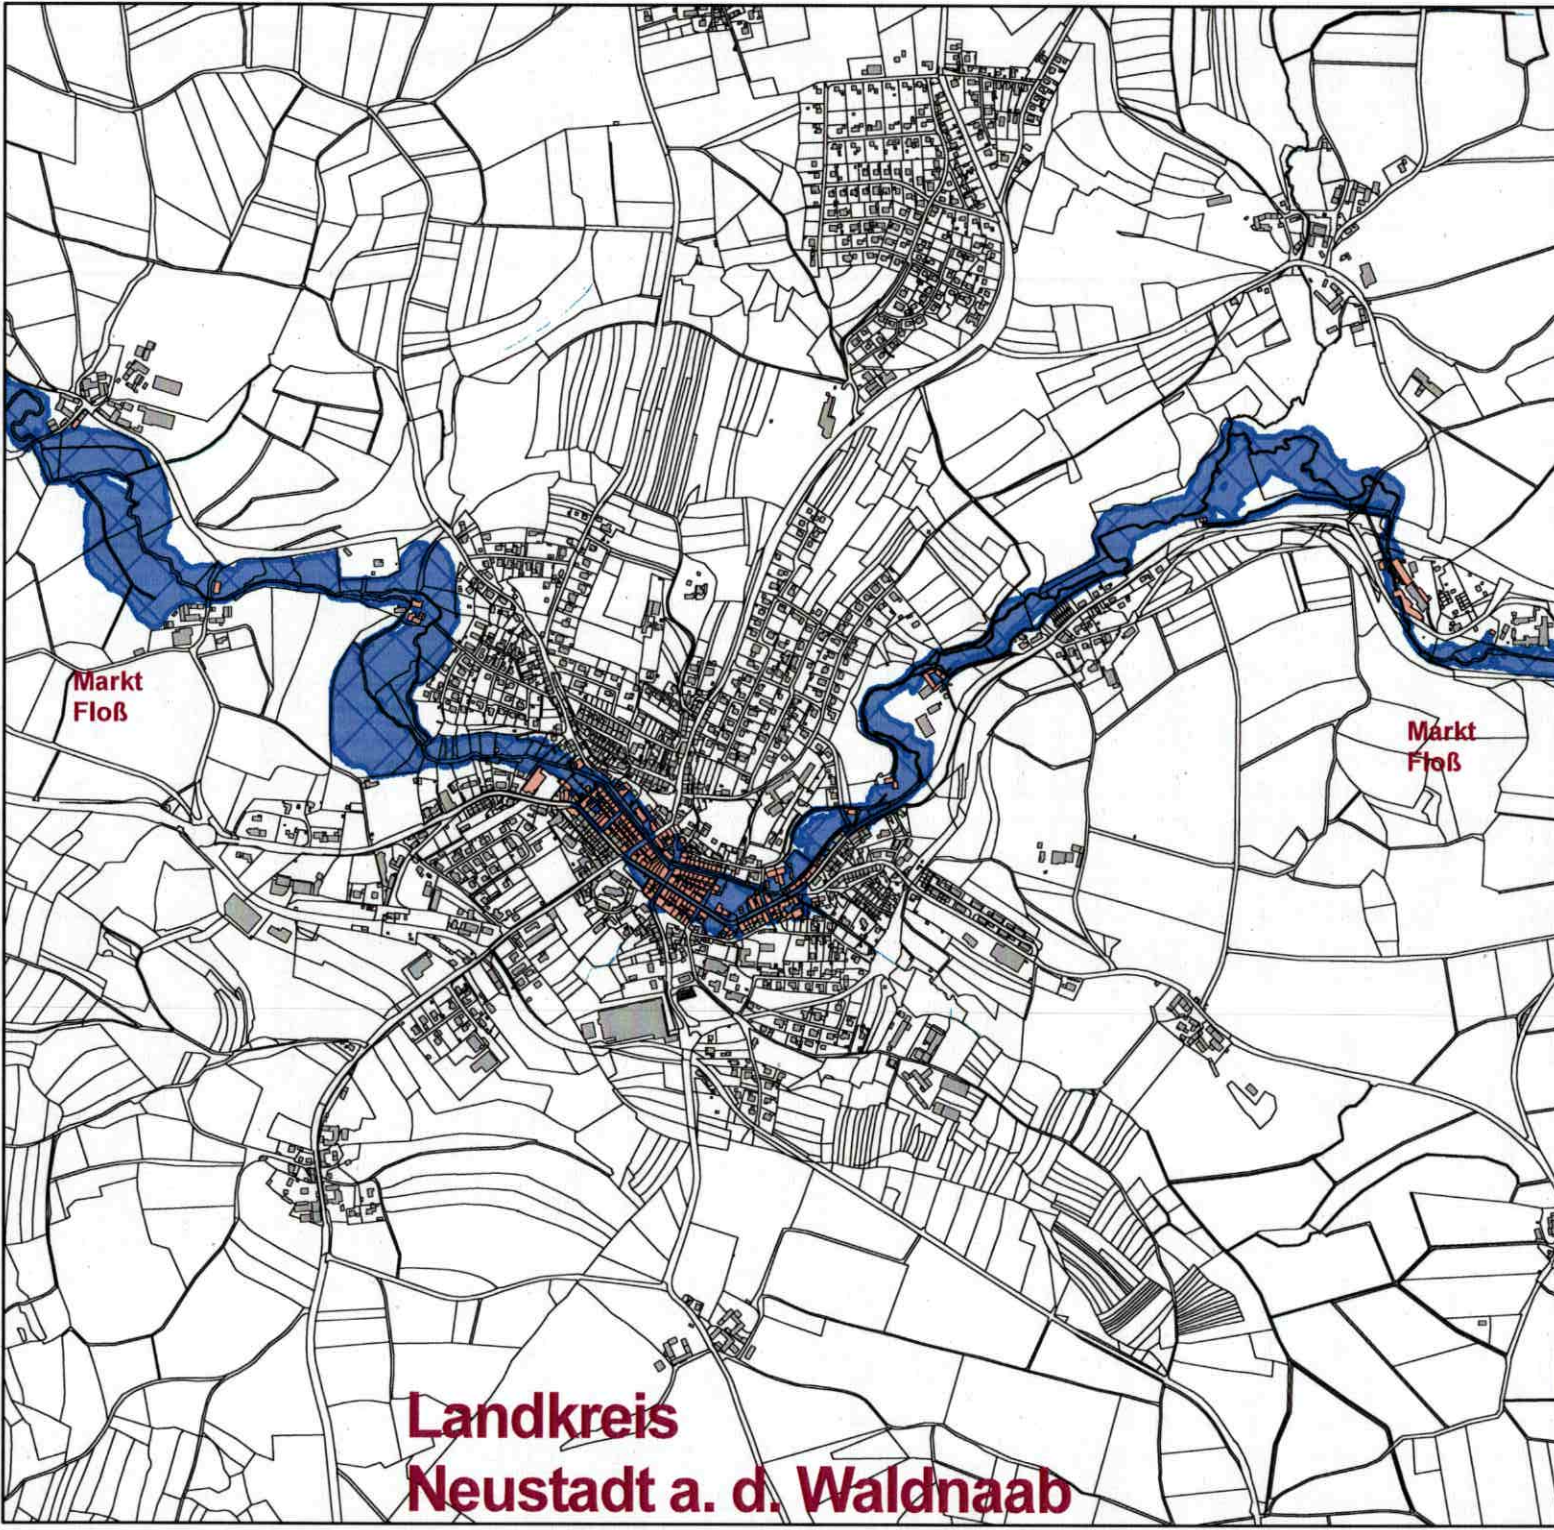 Markt
Floß
Markt
Floß
Landkreis
Neustadt a. d. Waldnaab